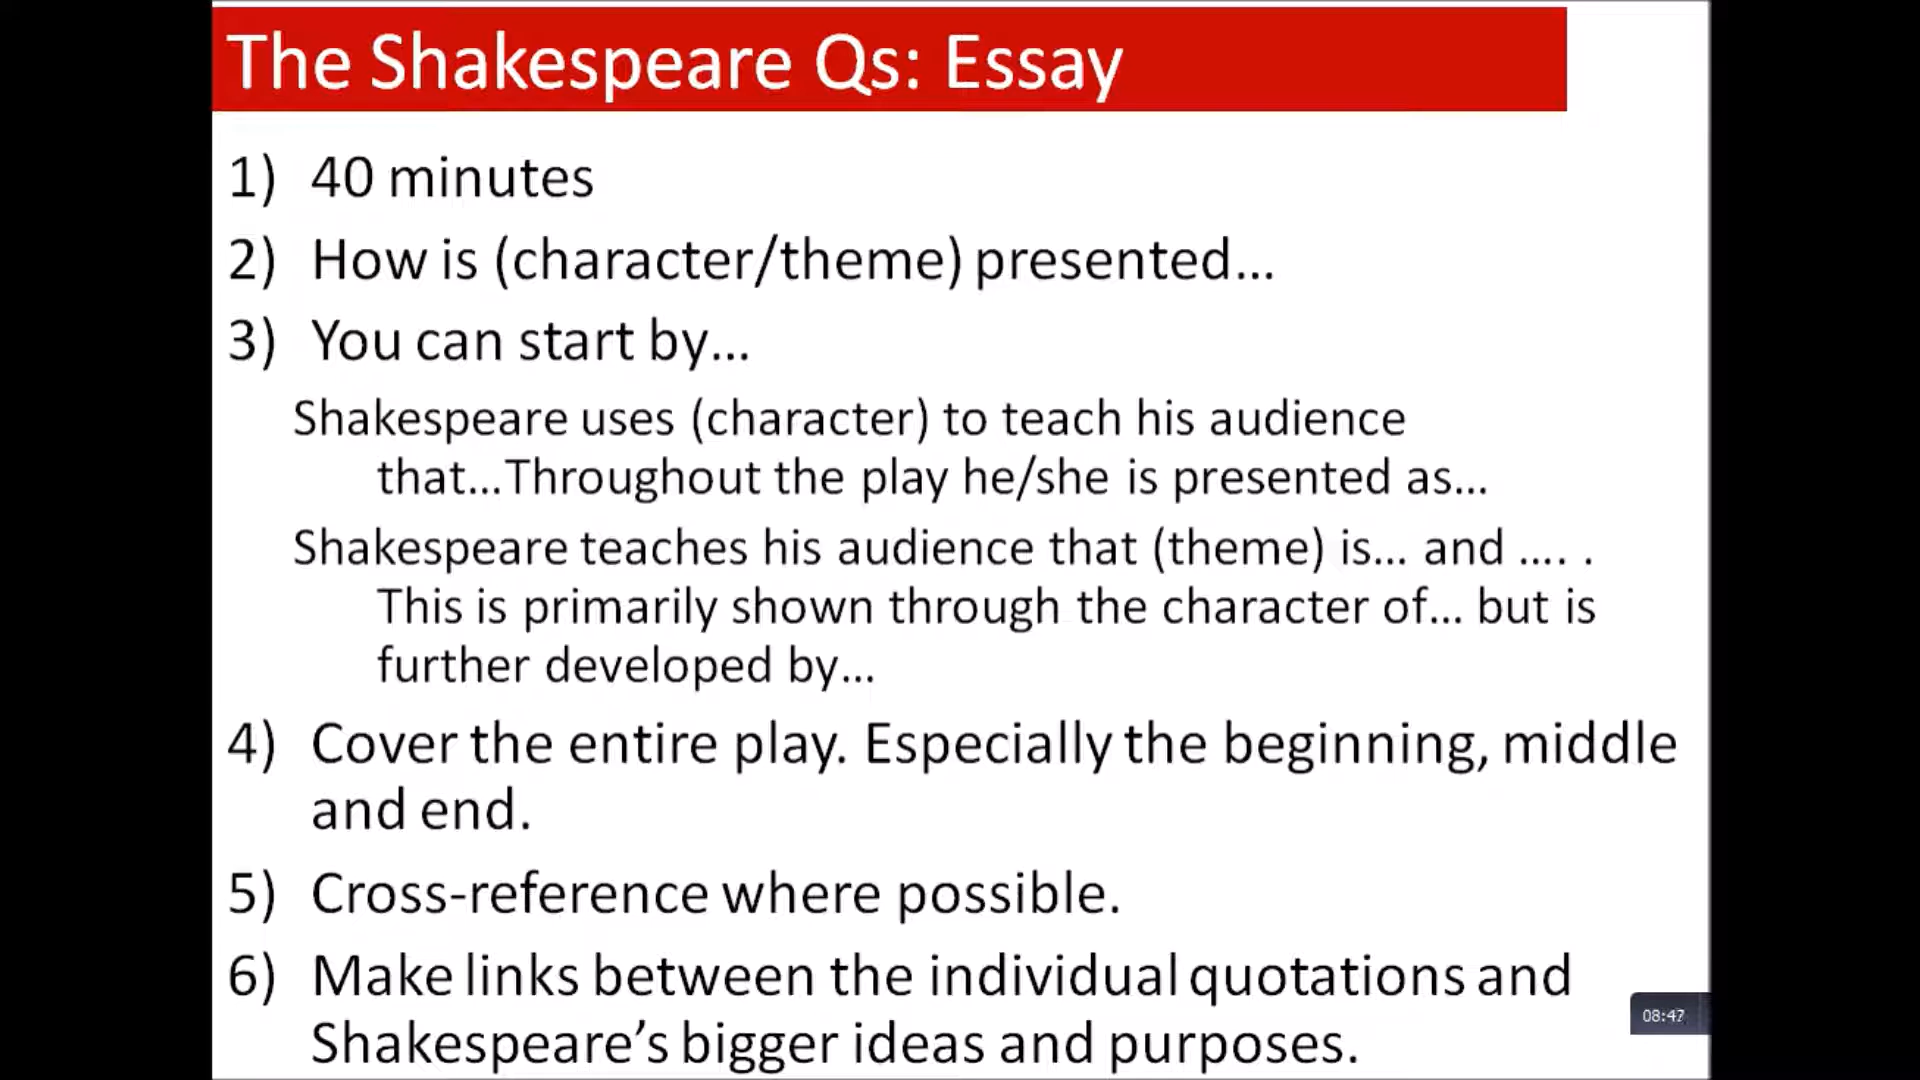 The Shakespeare Qs: Essay
1) 40 minutes
2) How is (character/theme) presented...
3) You can start by...
Shakespeare uses (character) to teach his audience
that...Throughout the play he/she is presented as...
Shakespeare teaches his audience that (theme) is... and .... .
This is primarily shown through the character of... but is
further developed by...
4) Cover the entire play. Especially the beginning, middle
and end.
5) Cross-reference where possible.
6) Make links between the individual quotations and
Shakespeare’s bigger ideas and purposes.
08:47